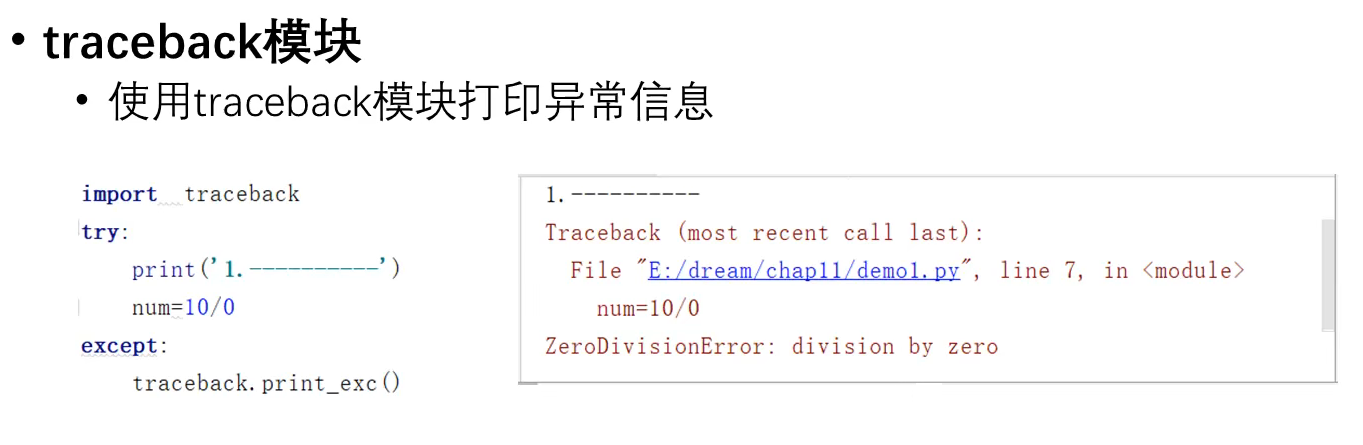 • traceback模块
• 使用traceback模块打印异常信息
import traceback
try:
    print('1.----------')
    num=10/0
except:
    traceback.print_exc()
1.----------
Traceback (most recent call last):
  File "E:/dream/chap11/demo1.py", line 7, in <module>
    num=10/0
ZeroDivisionError: division by zero